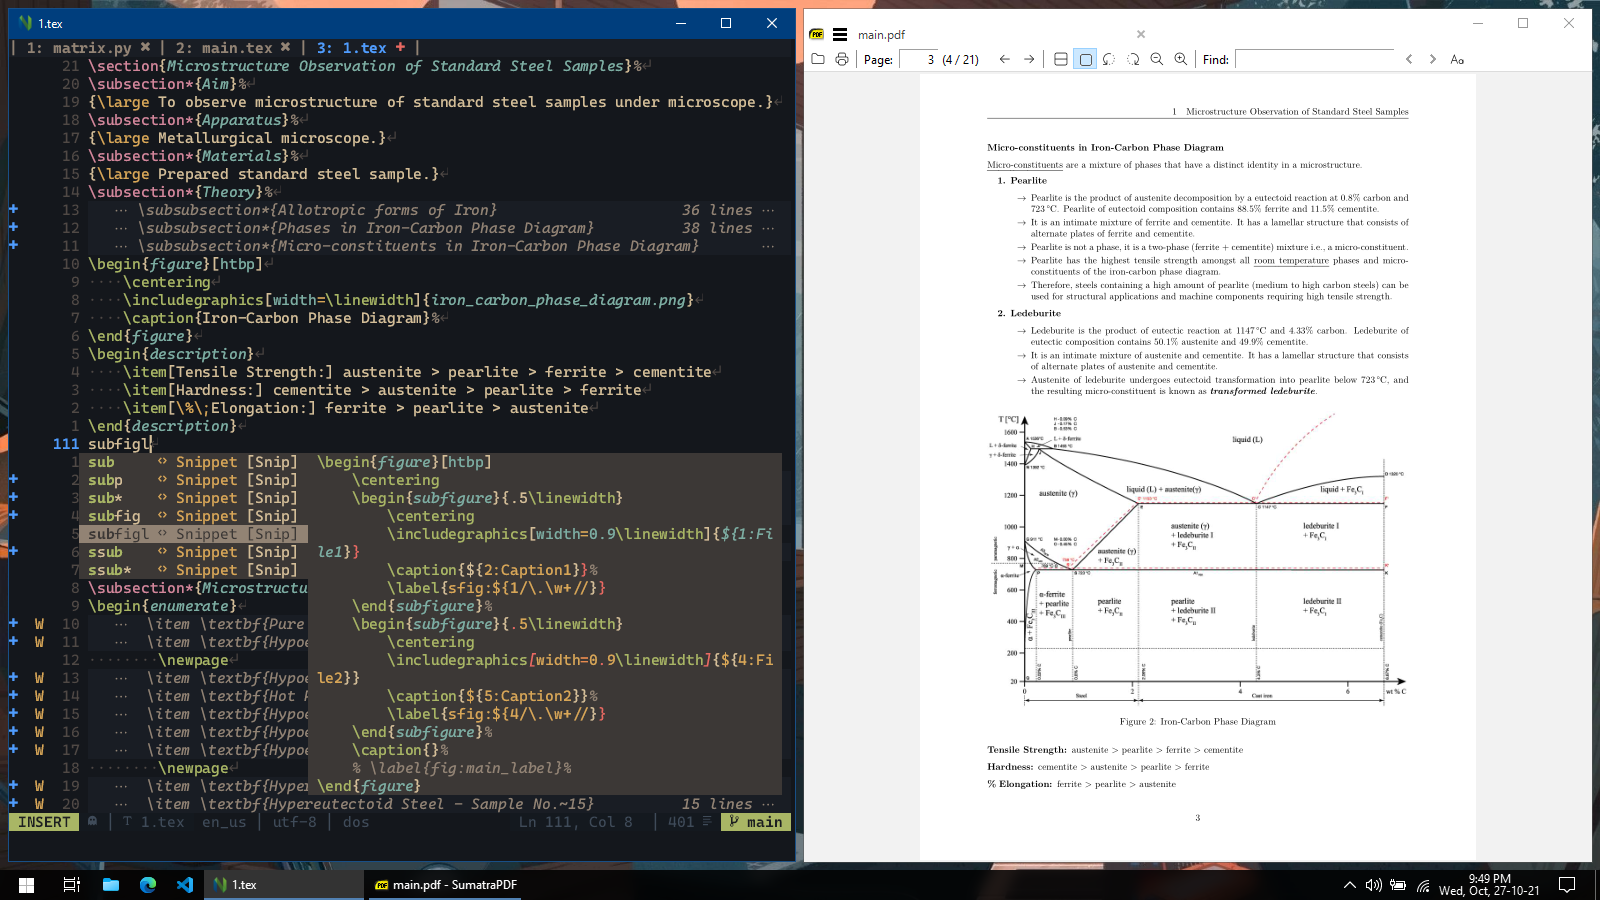 1.tex
| 1: matrix.py ✖ | 2: main.tex ✖ | 3: 1.tex + |
21 \section{Microstructure Observation of Standard Steel Samples}%
20 \subsection*{Aim}%
19 {\large To observe microstructure of standard steel samples under microscope.}
18 \subsection*{Apparatus}%
17 {\large Metallurgical microscope.}
16 \subsection*{Materials}%
15 {\large Prepared standard steel sample.}
14 \subsection*{Theory}%
+ 13 ··· \subsubsection*{Allotropic forms of Iron} 36 lines ···
+ 12 ··· \subsubsection*{Phases in Iron-Carbon Phase Diagram} 38 lines ···
+ 11 ··· \subsubsection*{Micro-constituents in Iron-Carbon Phase Diagram} ···
10 \begin{figure}[htbp]
9 ····\centering
8 ····\includegraphics[width=\linewidth]{iron_carbon_phase_diagram.png}
7 ····\caption{Iron-Carbon Phase Diagram}%
6 \end{figure}
5 \begin{description}
4 ····\item[Tensile Strength:] austenite > pearlite > ferrite > cementite
3 ····\item[Hardness:] cementite > austenite > pearlite > ferrite
2 ····\item[\%\;Elongation:] ferrite > pearlite > austenite
1 \end{description}
111 subfigl
1 sub <> Snippet [Snip]
2 subp <> Snippet [Snip]
3 sub* <> Snippet [Snip]
4 subfig <> Snippet [Snip]
5 subfigl <> Snippet [Snip]
6 ssub <> Snippet [Snip]
7 ssub* <> Snippet [Snip]
\begin{figure}[htbp]
\centering
\begin{subfigure}{.5\linewidth}
\centering
\includegraphics[width=0.9\linewidth]{${1:Fi
le1}}
\caption{${2:Caption1}}%
\label{sfig:${1/\.\w+//}}
\end{subfigure}%
\begin{subfigure}{.5\linewidth}
\centering
\includegraphics[width=0.9\linewidth]{${4:Fi
le2}}
\caption{${5:Caption2}}%
\label{sfig:${4/\.\w+//}}
\end{subfigure}%
\caption{}%
% \label{fig:main_label}%
\end{figure}
8 \subsection*{Microstructu
9 \begin{enumerate}
+ W 10 ··· \item \textbf{Pure
+ W 11 ··· \item \textbf{Hypoe
12 ········\newpage
+ W 13 ··· \item \textbf{Hypoe
+ W 14 ··· \item \textbf{Hot
+ W 15 ··· \item \textbf{Hypoe
+ W 16 ··· \item \textbf{Hypoe
+ W 17 ··· \item \textbf{Hypoe
18 ········\newpage
+ W 19 ··· \item \textbf{Hyper
+ W 20 ··· \item \textbf{Hypereutectoid Steel - Sample No.~15} 15 lines ···
INSERT 1.tex en_us | utf-8 | dos Ln 111, Col 8 | 401 main
PDF main.pdf
Page: 3 (4 / 21) Find: Aa
1 Microstructure Observation of Standard Steel Samples
Micro-constituents in Iron-Carbon Phase Diagram
Micro-constituents are a mixture of phases that have a distinct identity in a microstructure.
1. Pearlite
→ Pearlite is the product of austenite decomposition by a eutectoid reaction at 0.8% carbon and
723 °C. Pearlite of eutectoid composition contains 88.5% ferrite and 11.5% cementite.
→ It is an intimate mixture of ferrite and cementite. It has a lamellar structure that consists of
alternate plates of ferrite and cementite.
→ Pearlite is not a phase, it is a two-phase (ferrite + cementite) mixture i.e., a micro-constituent.
→ Pearlite has the highest tensile strength amongst all room temperature phases and micro-
constituents of the iron-carbon phase diagram.
→ Therefore, steels containing a high amount of pearlite (medium to high carbon steels) can be
used for structural applications and machine components requiring high tensile strength.
2. Ledeburite
→ Ledeburite is the product of eutectic reaction at 1147 °C and 4.33% carbon. Ledeburite of
eutectic composition contains 50.1% austenite and 49.9% cementite.
→ It is an intimate mixture of austenite and cementite. It has a lamellar structure that consists
of alternate plates of austenite and cementite.
→ Austenite of ledeburite undergoes eutectoid transformation into pearlite below 723 °C, and
the resulting micro-constituent is known as transformed ledeburite.
T [°C]
1600
1400
1200
1000
800
600
400
200
20
liquid (L)
L + δ-ferrite
austenite (γ)
liquid (L) + austenite(γ)
liquid + Fe₃C₁
austenite (γ)
+ ledeburite I
+ Fe₃C_II
ledeburite I
+ Fe₃C_I
austenite (γ)
+ Fe₃C_II
α-ferrite
α-ferrite
+ pearlite
+ Fe₃C_III
pearlite
+ Fe₃C_II
pearlite
+ ledeburite II
+ Fe₃C_II
ledeburite II
+ Fe₃C_I
0 2 4 6 wt % C
Steel Cast iron
Figure 2: Iron-Carbon Phase Diagram
Tensile Strength: austenite > pearlite > ferrite > cementite
Hardness: cementite > austenite > pearlite > ferrite
% Elongation: ferrite > pearlite > austenite
3
1.tex
main.pdf - SumatraPDF
9:49 PM
Wed, Oct, 27-10-21